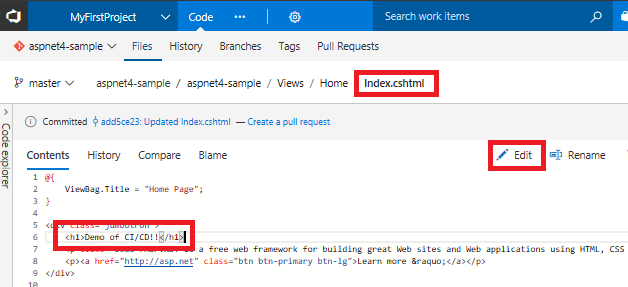 MyFirstProject Code ... Search work items
aspnet4-sample Files History Branches Tags Pull Requests
master aspnet4-sample / aspnet4-sample / Views / Home Index.cshtml
Code explorer
Committed add5ce23: Updated Index.cshtml — Create a pull request
Contents History Compare Blame Edit Rename
1 @{
2 ViewBag.Title = "Home Page";
3 }
4
5 <div class="jumbotron">
6 <h1>Demo of CI/CD!!</h1>
7 a free web framework for building great Web sites and Web applications using HTML, CSS
8 <p><a href="http://asp.net" class="btn btn-primary btn-lg">Learn more &raquo;</a></p>
9 </div>
10